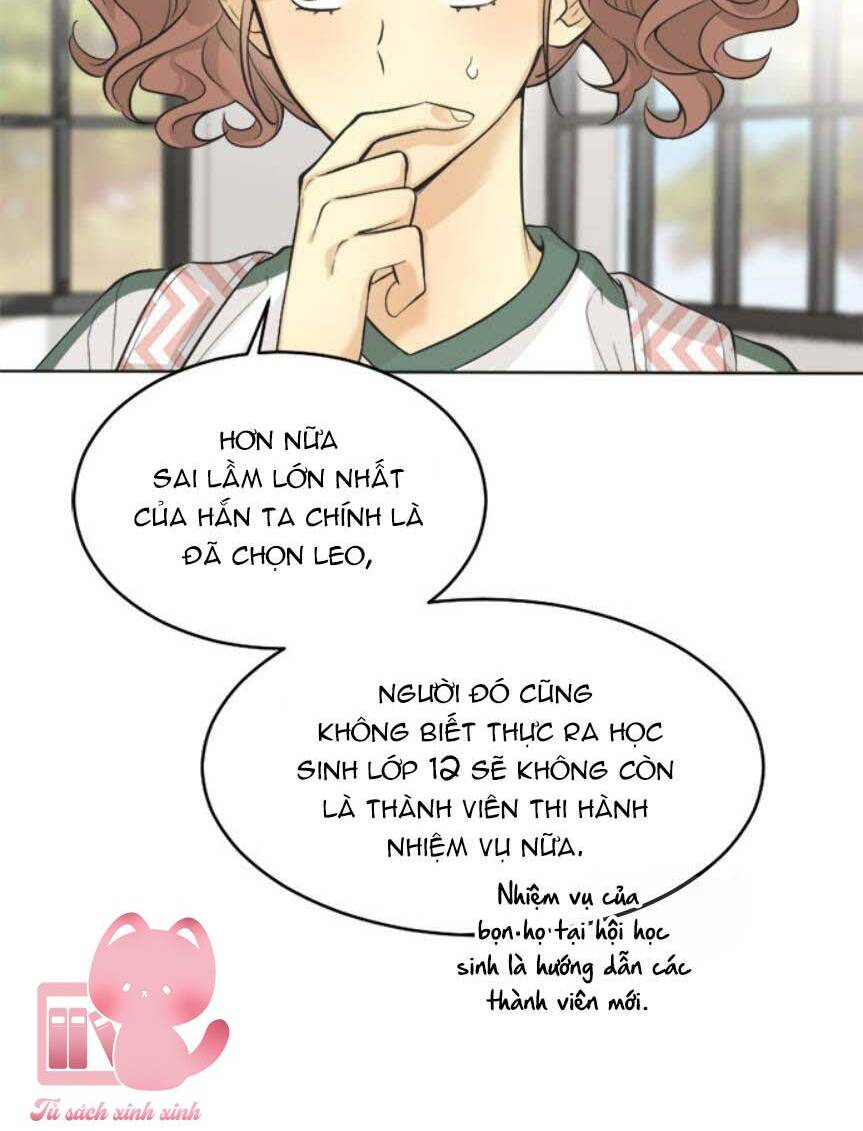 HƠN NỮA
SAI LẦM LỚN NHẤT
CỦA HẮN TA CHÍNH LÀ
ĐÃ CHỌN LEO,
NGƯỜI ĐÓ CŨNG
KHÔNG BIẾT THỰC RA HỌC
SINH LỚP 12 SẼ KHÔNG CÒN
LÀ THÀNH VIÊN THI HÀNH
NHIỆM VỤ NỮA.
Nhiệm vụ của
bọn họ tại hội học
sinh là hướng dẫn các
thành viên mới.
Tủ sách xinh xinh